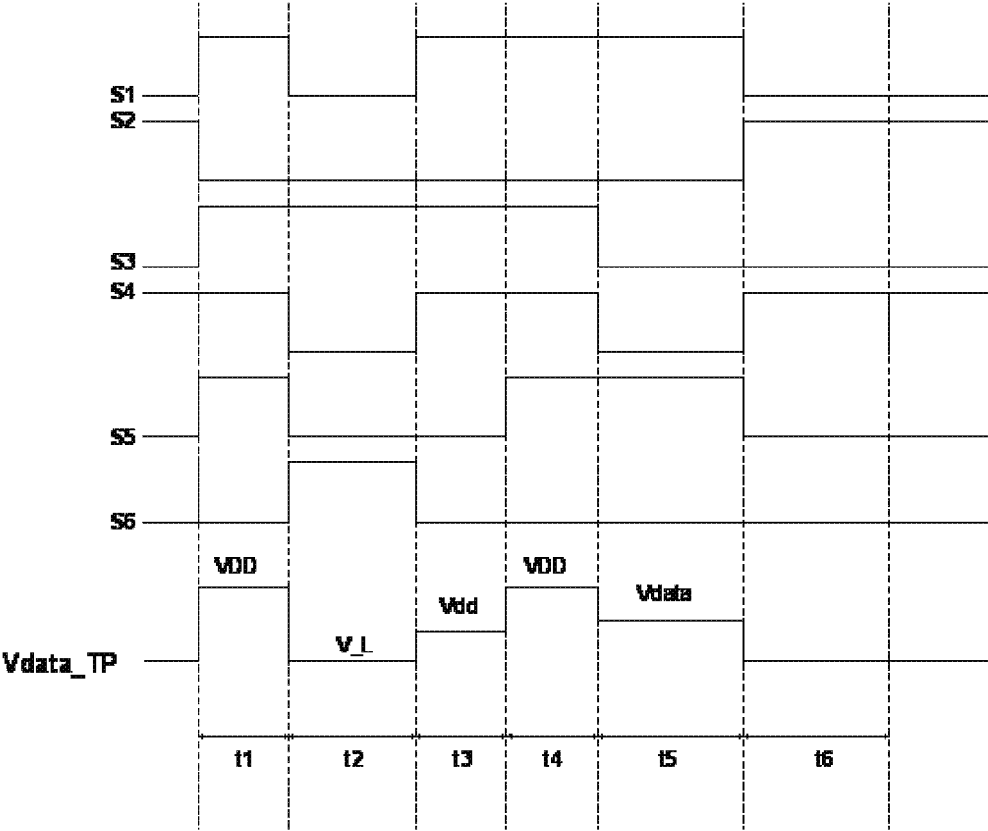 S1
S2
S3
S4
S5
S6
VDD
VDD
Vdata
Vdd
V_L
Vdata_TP
t1 t2 t3 t4 t5 t6